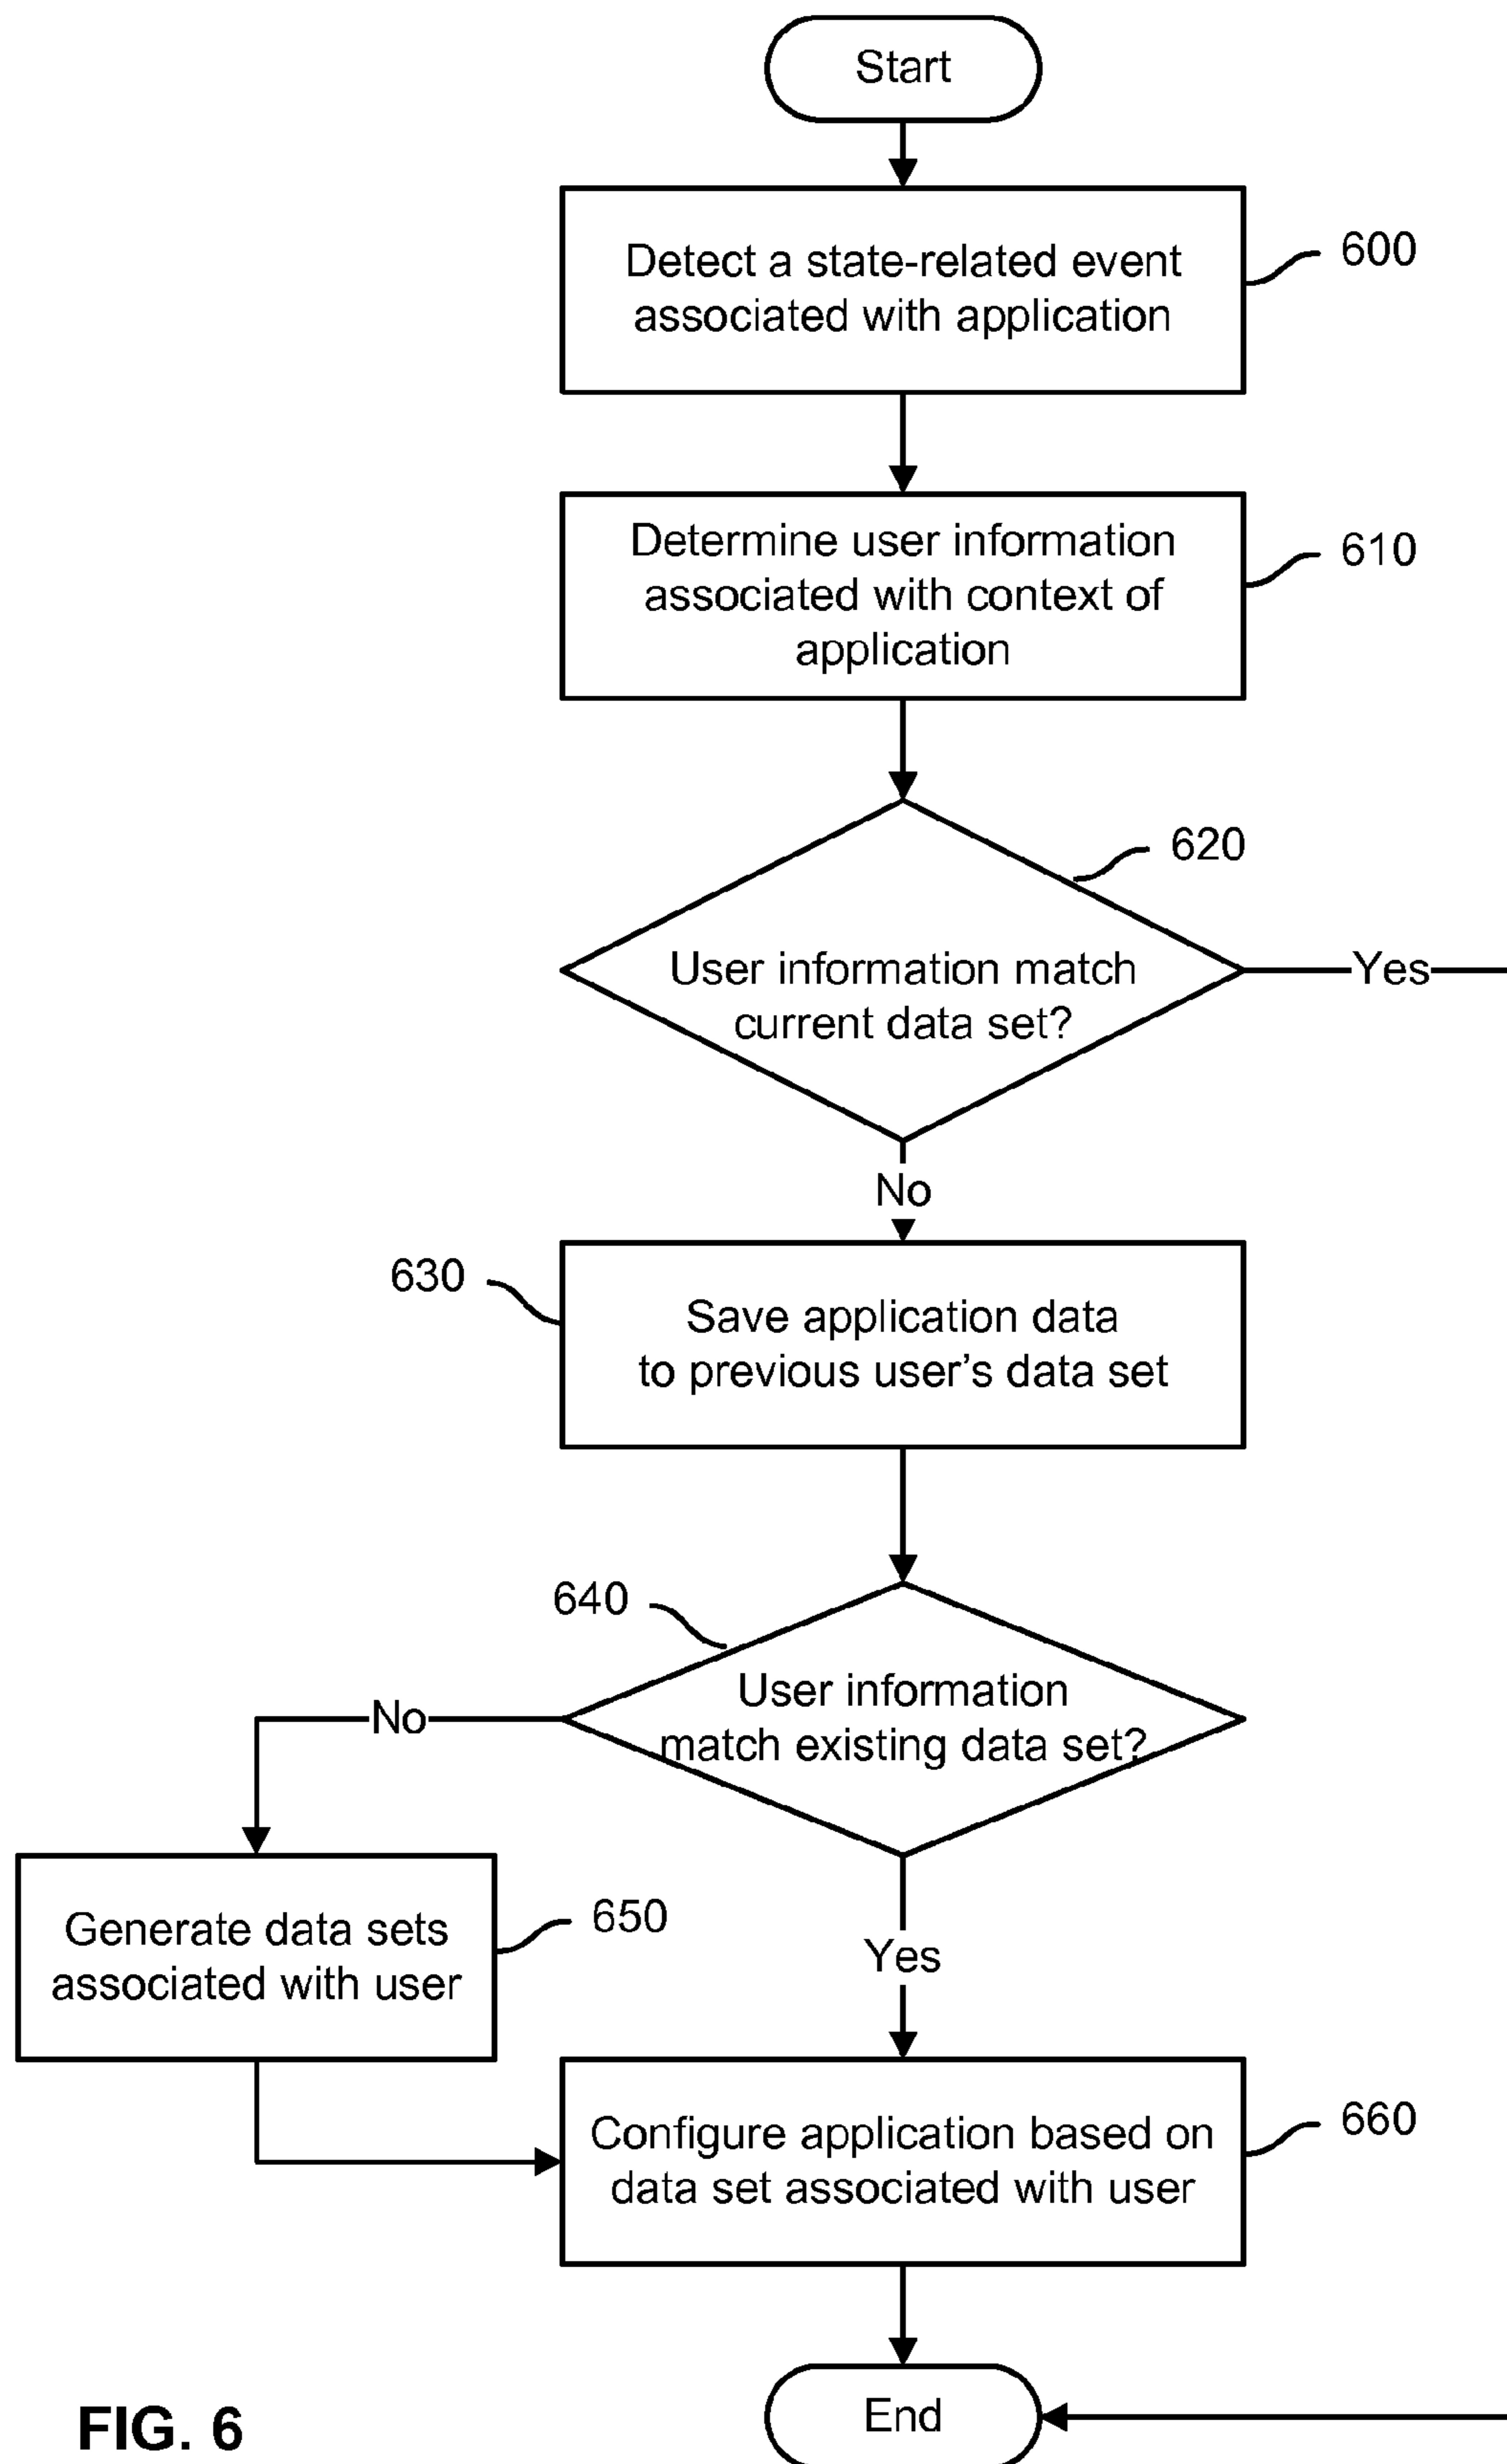 Start
Detect a state-related event
associated with application
600
Determine user information
associated with context of
application
610
620
User information match
current data set?
Yes
No
630
Save application data
to previous user's data set
640
User information
match existing data set?
No
Generate data sets
associated with user
650
Yes
Configure application based on
data set associated with user
660
End
FIG. 6